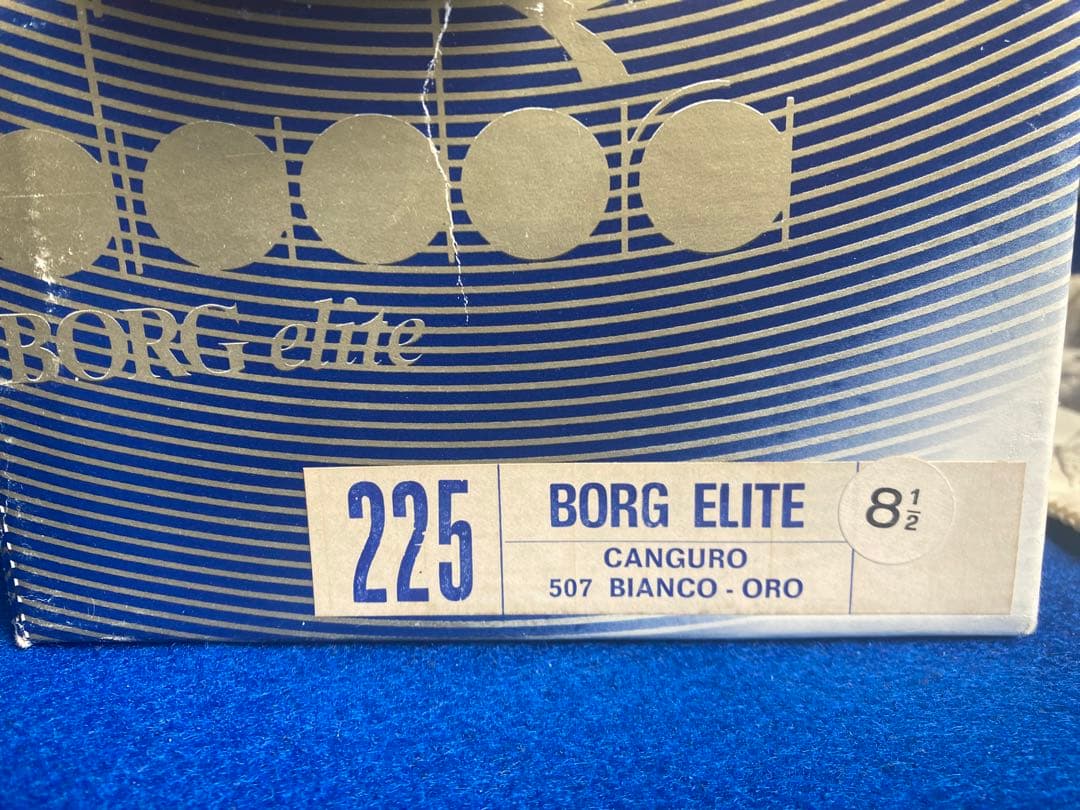 BORG elite
225
BORG ELITE
8 1/2
CANGURO
507 BIANCO - ORO